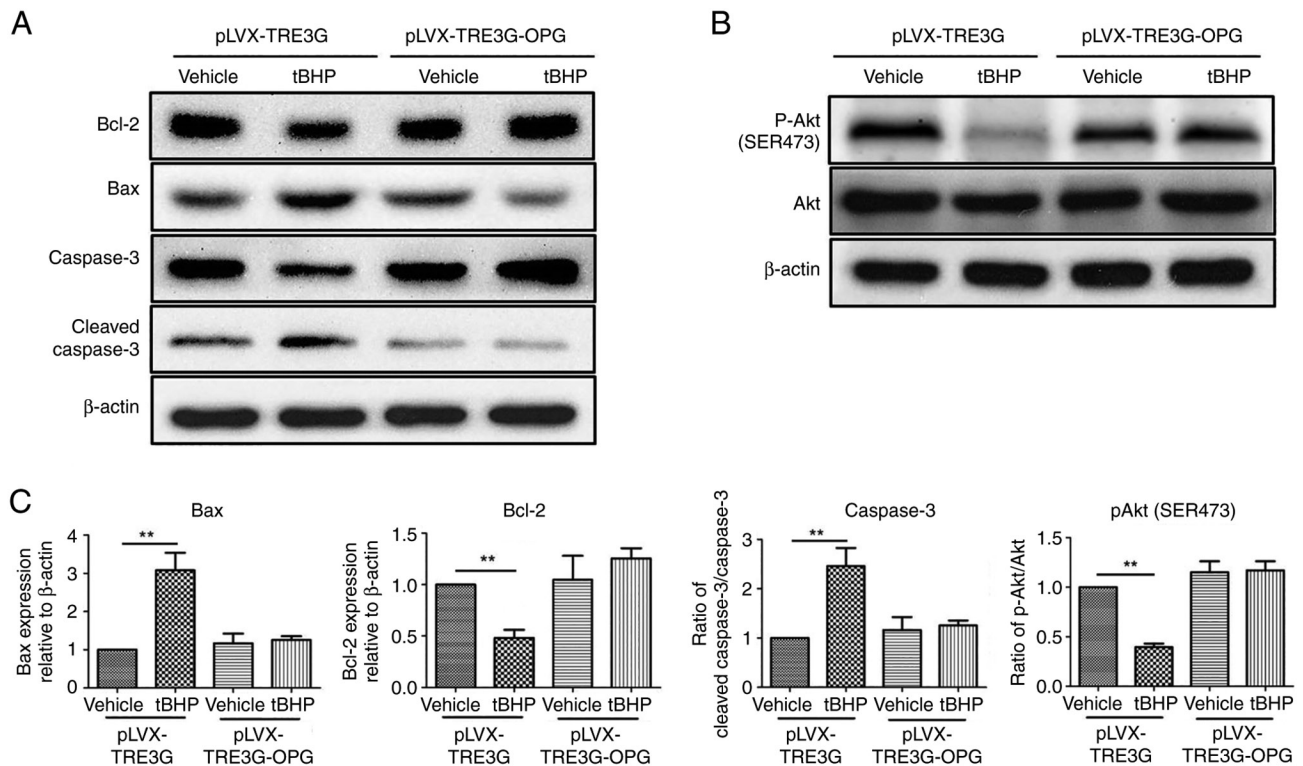 A
pLVX-TRE3G
pLVX-TRE3G-OPG
Vehicle
tBHP
Vehicle
tBHP
Bcl-2
Bax
Caspase-3
Cleaved
caspase-3
β-actin
B
pLVX-TRE3G
pLVX-TRE3G-OPG
Vehicle
tBHP
Vehicle
tBHP
P-Akt
(SER473)
Akt
β-actin
C
Bax
Bax expression
relative to β-actin
4
3
2
1
0
**
Vehicle tBHP Vehicle tBHP
pLVX-
TRE3G
pLVX-
TRE3G-OPG
Bcl-2
Bcl-2 expression
relative to β-actin
1.5
1.0
0.5
0.0
**
Vehicle tBHP Vehicle tBHP
pLVX-
TRE3G
pLVX-
TRE3G-OPG
Caspase-3
Ratio of
cleaved caspase-3/caspase-3
3
2
1
0
**
Vehicle tBHP Vehicle tBHP
pLVX-
TRE3G
pLVX-
TRE3G-OPG
pAkt (SER473)
Ratio of p-Akt/Akt
1.5
1.0
0.5
0.0
**
Vehicle tBHP Vehicle tBHP
pLVX-
TRE3G
pLVX-
TRE3G-OPG